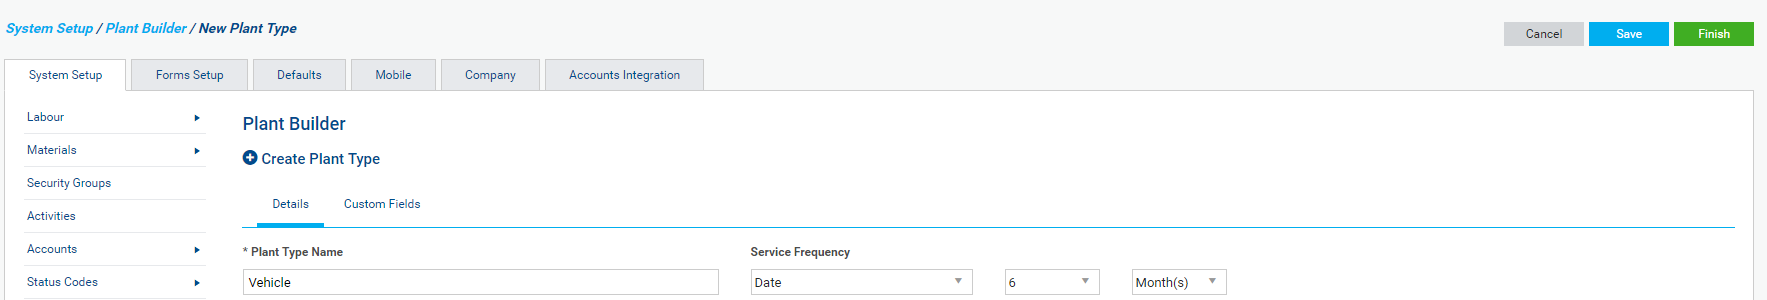 System Setup / Plant Builder / New Plant Type
Cancel Save Finish
System Setup Forms Setup Defaults Mobile Company Accounts Integration
Labour
Materials
Security Groups
Activities
Accounts
Status Codes
Plant Builder
Create Plant Type
Details Custom Fields
* Plant Type Name Service Frequency
Vehicle Date 6 Month(s)